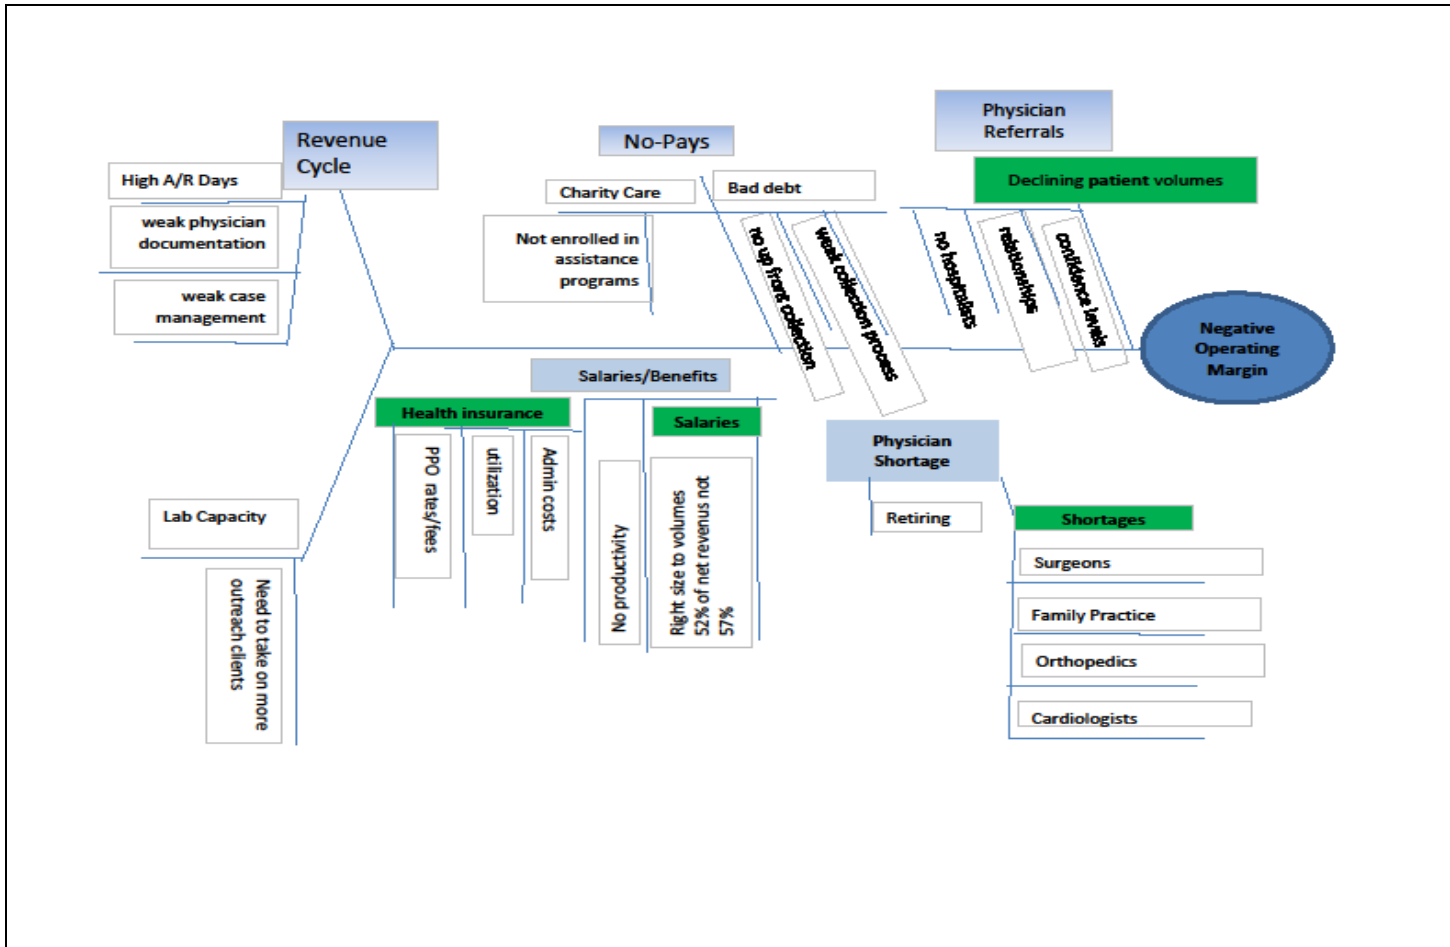 Revenue
Cycle
High A/R Days
weak physician
documentation
weak case
management
No-Pays
Charity Care
Not enrolled in
assistance
programs
Bad debt
no up front collection
weak collection process
Physician
Referrals
Declining patient volumes
no hospitalists
relationships
confidence levels
Negative
Operating
Margin
Salaries/Benefits
Health insurance
PPO rates/fees
utilization
Admin costs
No productivity
Salaries
Right size to volumes
52% of net revenus not
57%
Physician
Shortage
Retiring
Shortages
Surgeons
Family Practice
Orthopedics
Cardiologists
Lab Capacity
Need to take on more
outreach clients